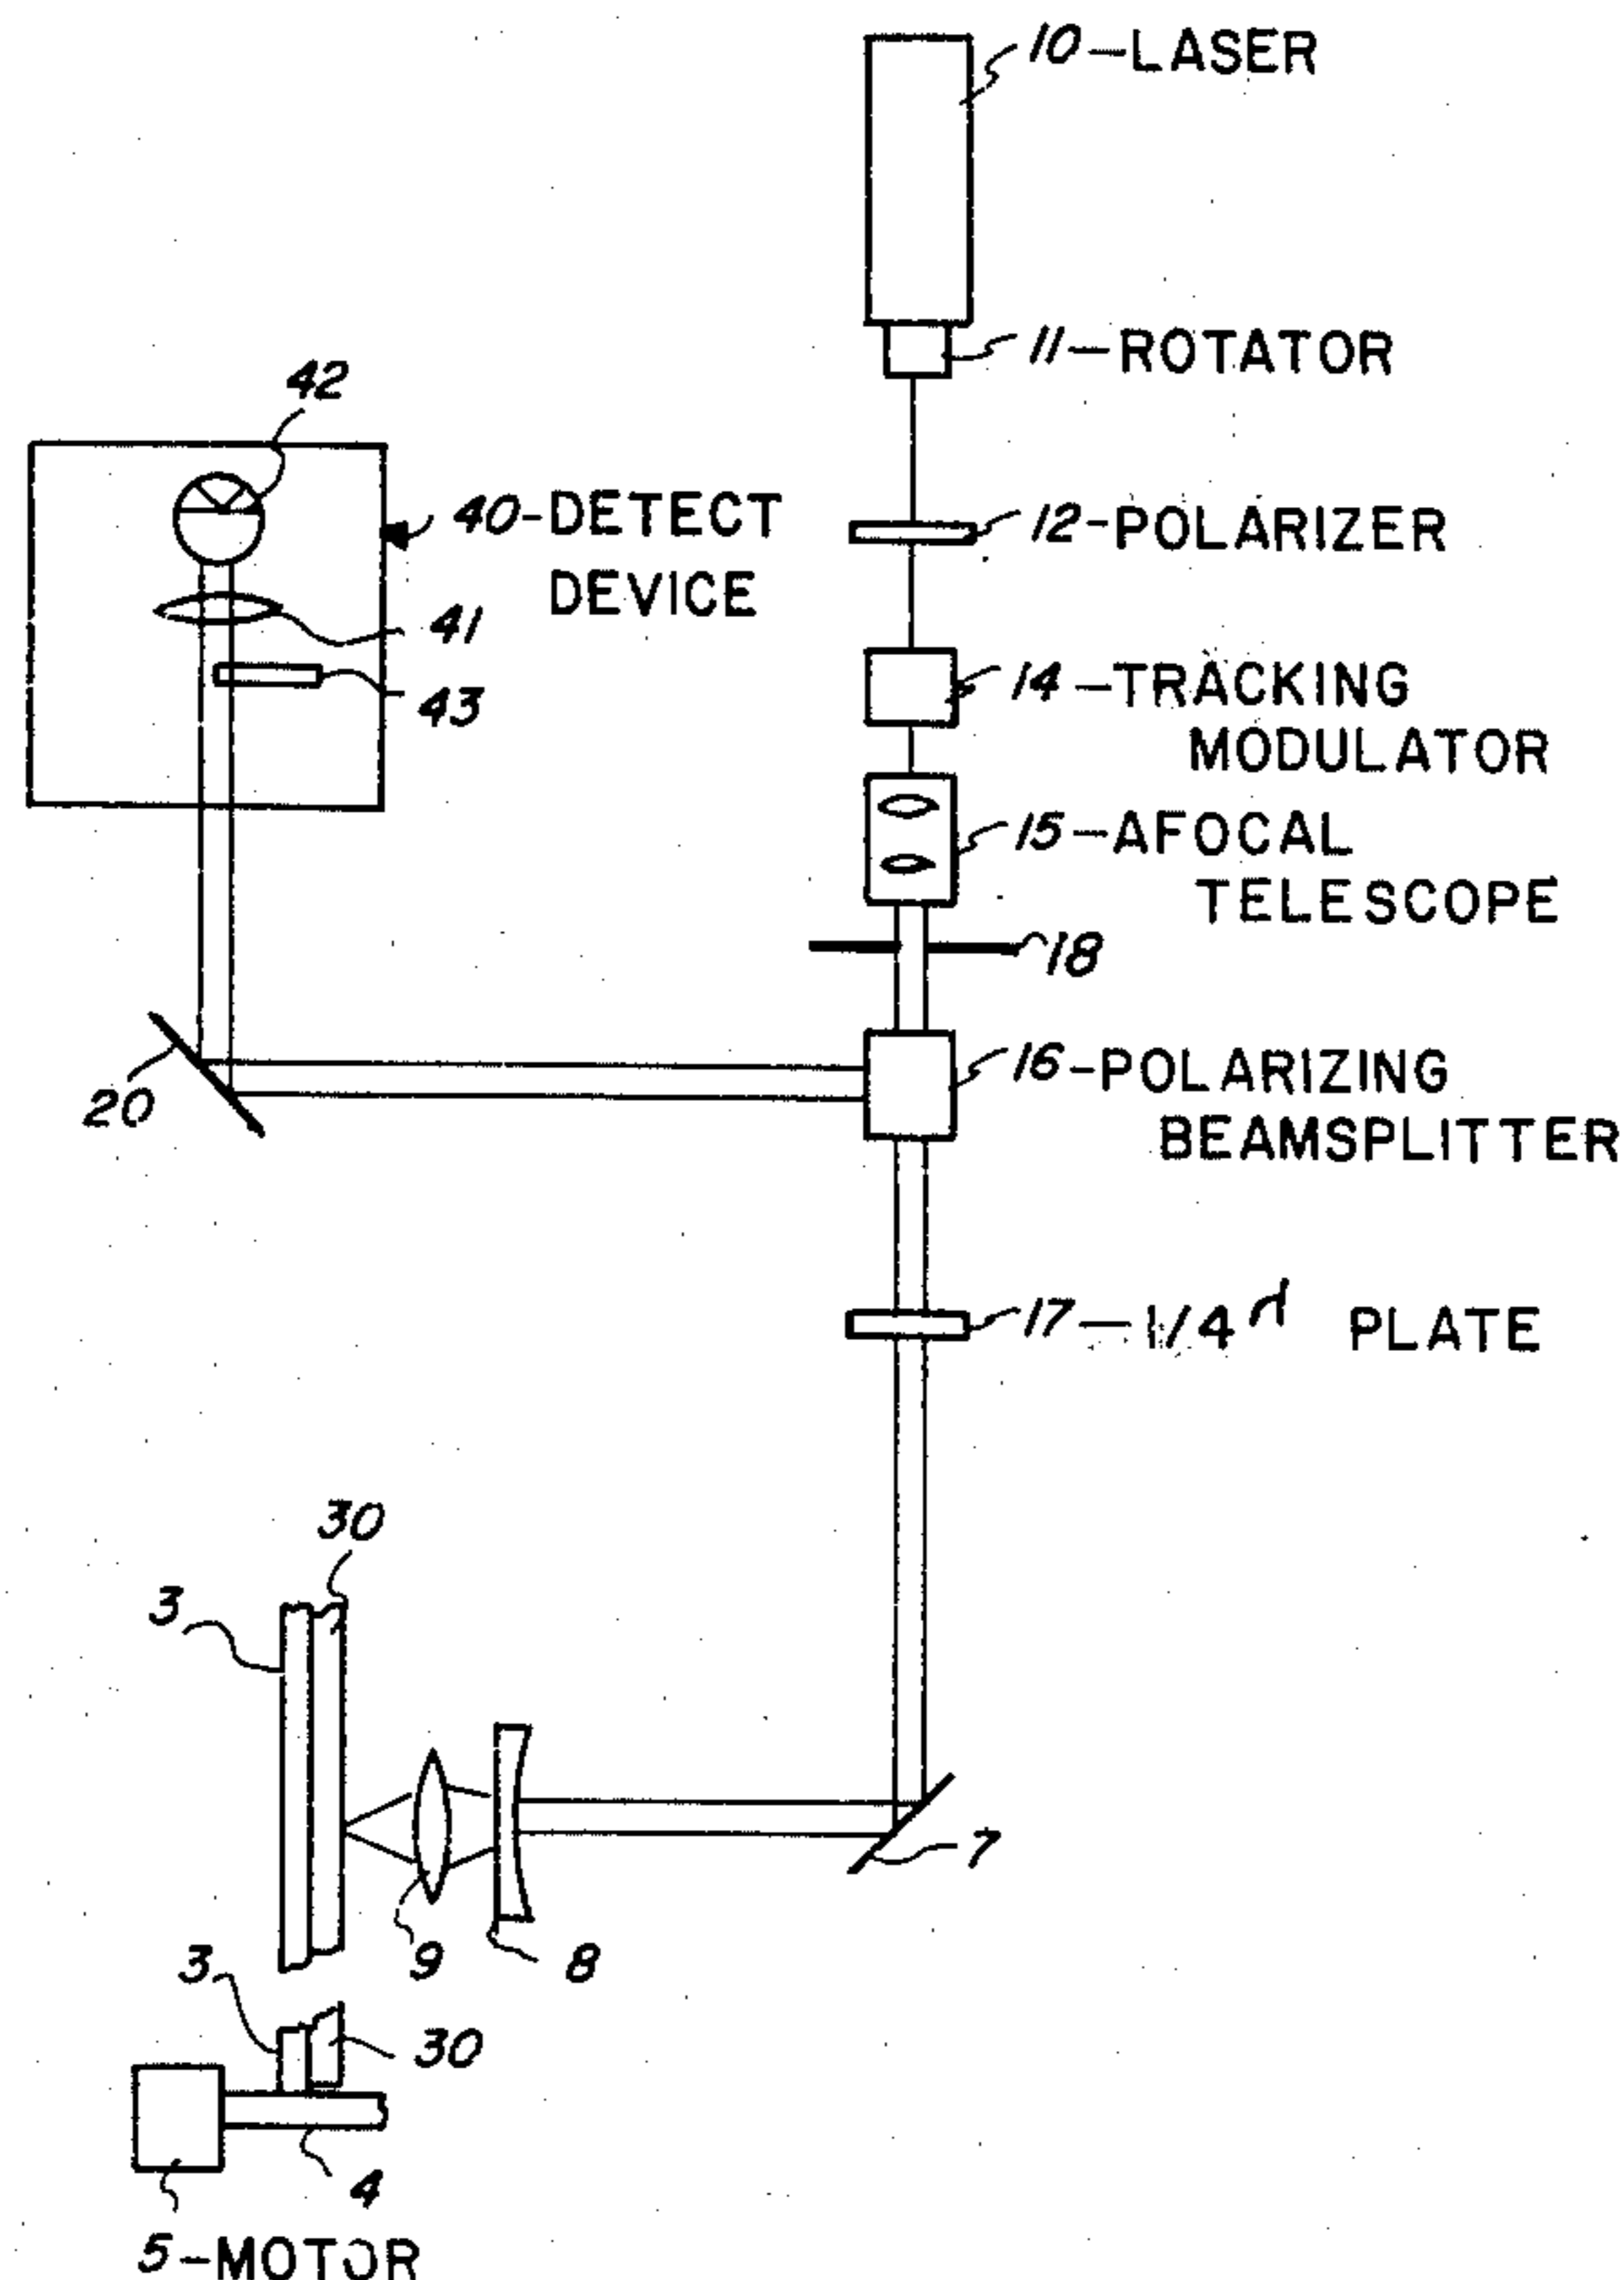 10-LASER
11-ROTATOR
42
40-DETECT
DEVICE
12-POLARIZER
41
43
14-TRACKING
MODULATOR
15-AFOCAL
TELESCOPE
18
16-POLARIZING
BEAMSPLITTER
20
17-1/4 λ PLATE
30
3
7
9
8
3
30
4
5-MOTOR